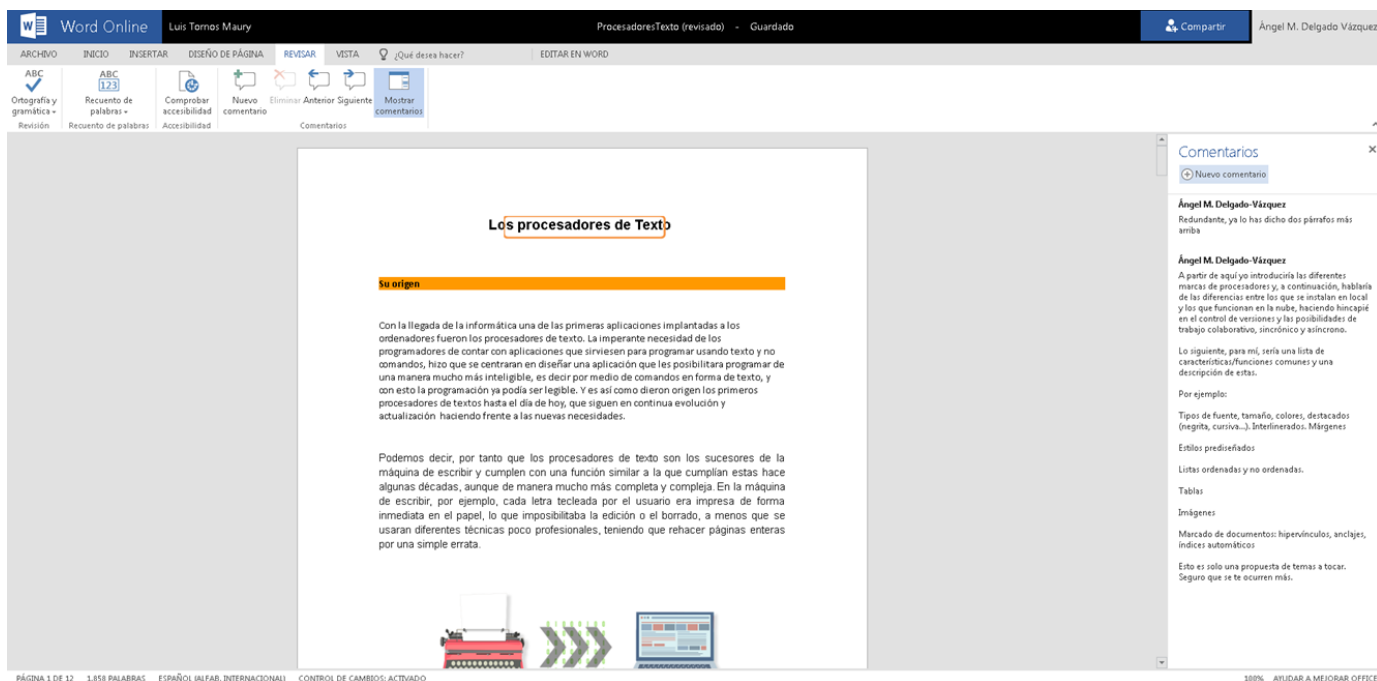 Word Online Luis Tornos Maury ProcesadoresTexto (revisado) - Guardado Compartir Ángel M. Delgado Vázquez
ARCHIVO INICIO INSERTAR DISEÑO DE PÁGINA REVISAR VISTA ¿Qué desea hacer? EDITAR EN WORD
ABC
ABC
123
Ortografía y gramática
Recuento de palabras
Comprobar accesibilidad
Nuevo comentario
Eliminar
Anterior
Siguiente
Mostrar comentarios
Revisión Recuento de palabras Accesibilidad Comentarios
Los procesadores de Texto
Su origen
Con la llegada de la informática una de las primeras aplicaciones implantadas a los
ordenadores fueron los procesadores de texto. La imperante necesidad de los
programadores de contar con aplicaciones que sirviesen para programar usando texto y no
comandos, hizo que se centraran en diseñar una aplicación que les posibilitara programar de
una manera mucho más inteligible, es decir por medio de comandos en forma de texto, y
con esto la programación ya podía ser legible. Y es así como dieron origen los primeros
procesadores de textos hasta el día de hoy, que siguen en continua evolución y
actualización haciendo frente a las nuevas necesidades.
Podemos decir, por tanto que los procesadores de texto son los sucesores de la
máquina de escribir y cumplen con una función similar a la que cumplían estas hace
algunas décadas, aunque de manera mucho más completa y compleja. En la máquina
de escribir, por ejemplo, cada letra tecleada por el usuario era impresa de forma
inmediata en el papel, lo que imposibilitaba la edición o el borrado, a menos que se
usaran diferentes técnicas poco profesionales, teniendo que rehacer páginas enteras
por una simple errata.
Comentarios
Nuevo comentario
Ángel M. Delgado-Vázquez
Redundante, ya lo has dicho dos párrafos más
arriba
Ángel M. Delgado-Vázquez
A partir de aquí yo introduciría las diferentes
marcas de procesadores y, a continuación, hablaría
de las diferencias entre los que se instalan en local
y los que funcionan en la nube, haciendo hincapié
en el control de versiones y las posibilidades de
trabajo colaborativo, sincrónico y asíncrono.
Lo siguiente, para mí, sería una lista de
características/funciones comunes y una
descripción de estas.
Por ejemplo:
Tipos de fuente, tamaño, colores, destacados
(negrita, cursiva...). Interlinerados. Márgenes
Estilos prediseñados
Listas ordenadas y no ordenadas.
Tablas
Imágenes
Marcado de documentos: hipervínculos, anclajes,
índices automáticos
Esto es solo una propuesta de temas a tocar.
Seguro que se te ocurren más.
PÁGINA 1 DE 12 1.858 PALABRAS ESPAÑOL (ALFAB. INTERNACIONAL) CONTROL DE CAMBIOS: ACTIVADO 100% AYUDAR A MEJORAR OFFICE